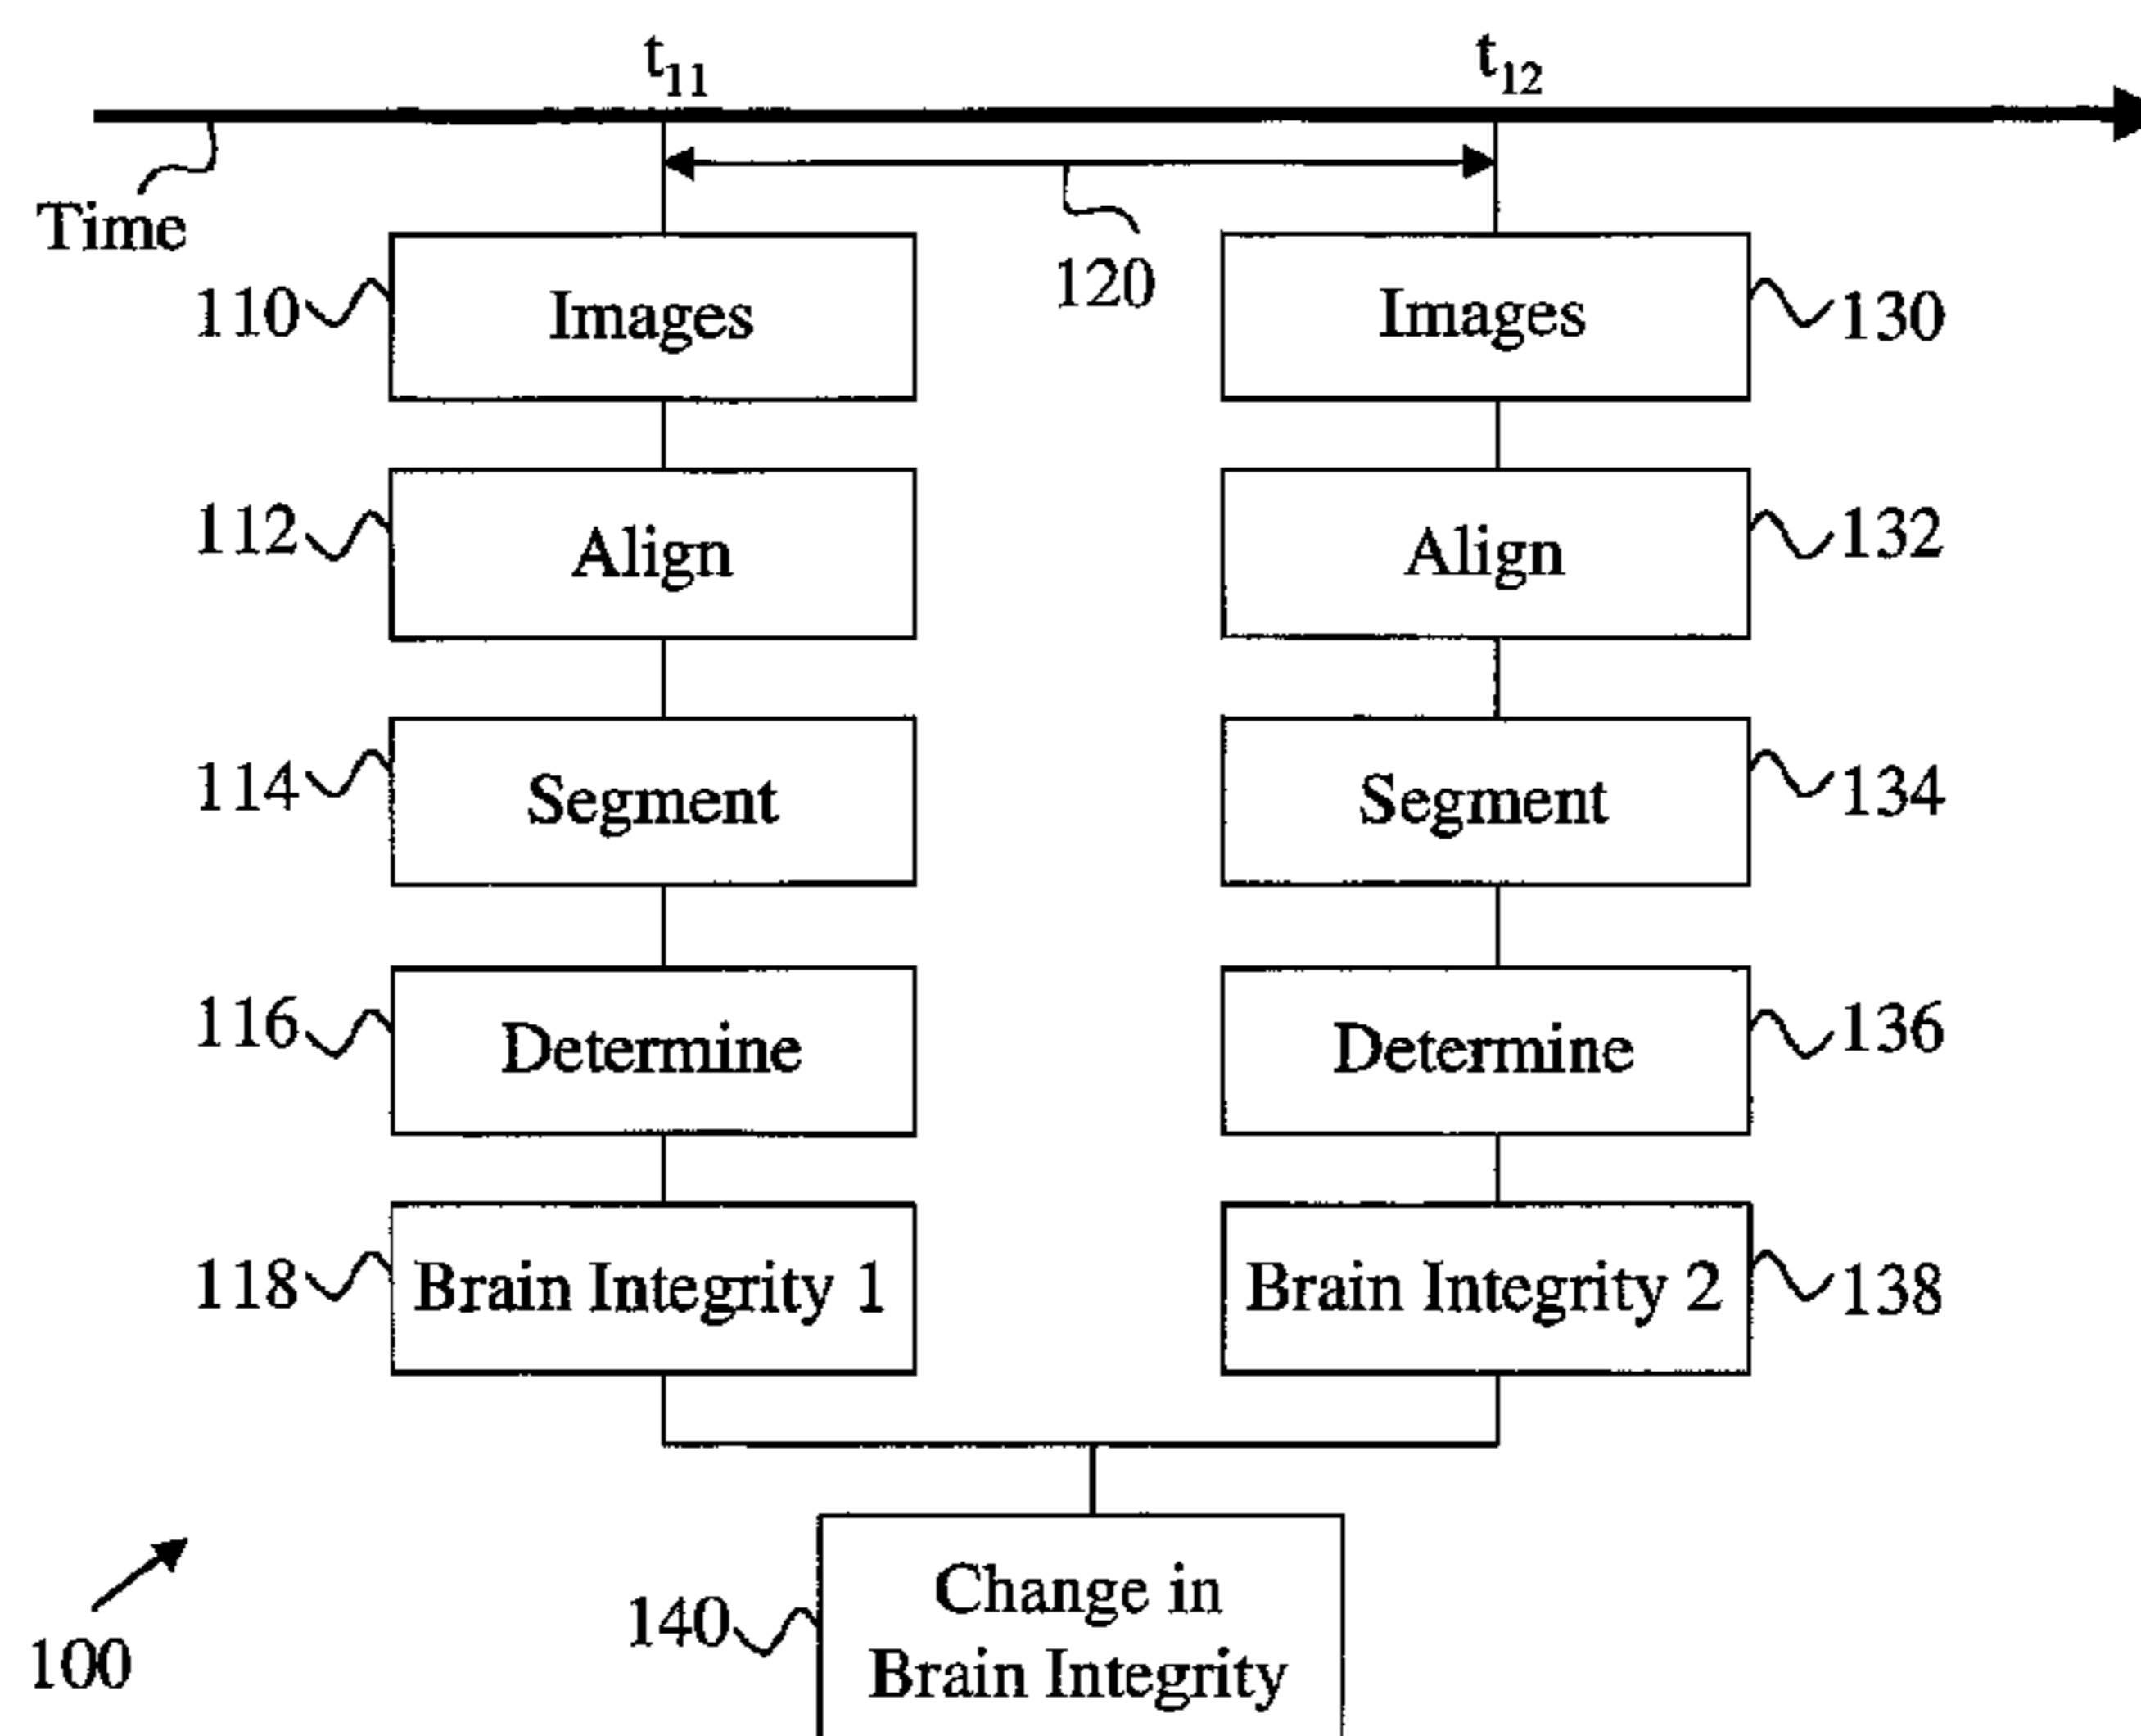 t11 t12
Time
120
110 Images Images 130
112 Align Align 132
114 Segment Segment 134
116 Determine Determine 136
118 Brain Integrity 1 Brain Integrity 2 138
140 Change in
Brain Integrity
100